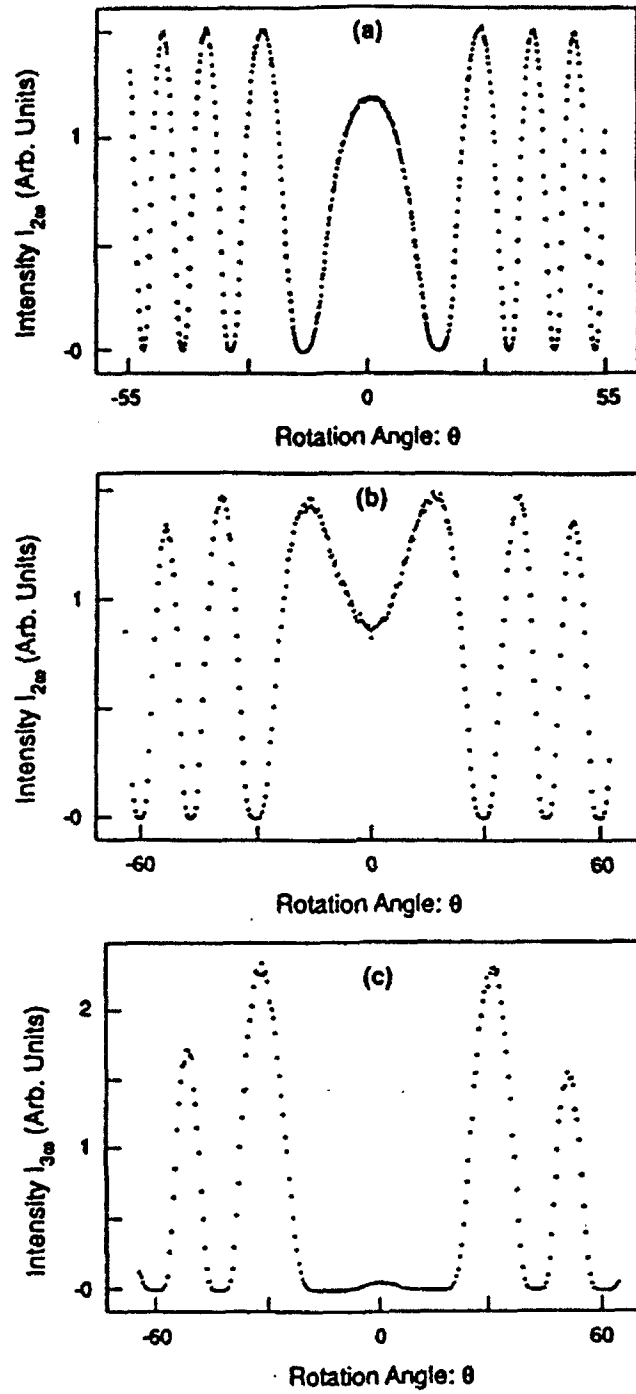 (a)
Intensity I2ω (Arb. Units)
1
-0
-55
0
55
Rotation Angle: θ
(b)
Intensity I2ω (Arb. Units)
1
-0
-60
0
60
Rotation Angle: θ
(c)
Intensity I3ω (Arb. Units)
2
1
-0
-60
0
60
Rotation Angle: θ